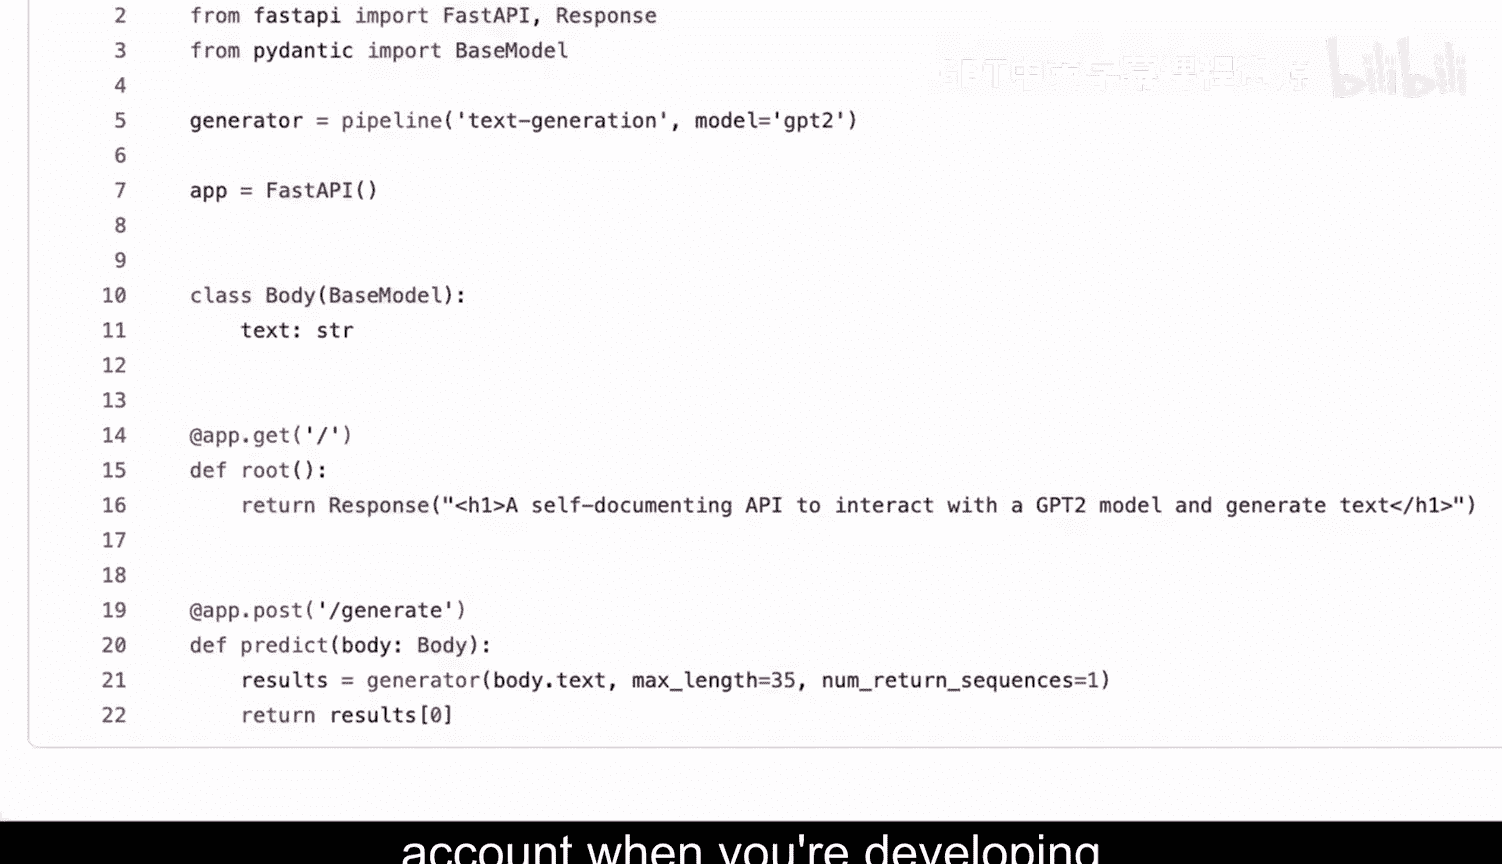 2 from fastapi import FastAPI, Response
3 from pydantic import BaseModel
4
5 generator = pipeline('text-generation', model='gpt2')
6
7 app = FastAPI()
8
9
10 class Body(BaseModel):
11     text: str
12
13
14 @app.get('/')
15 def root():
16     return Response("<h1>A self-documenting API to interact with a GPT2 model and generate text</h1>")
17
18
19 @app.post('/generate')
20 def predict(body: Body):
21     results = generator(body.text, max_length=35, num_return_sequences=1)
22     return results[0]
bilibili
account when you're developing